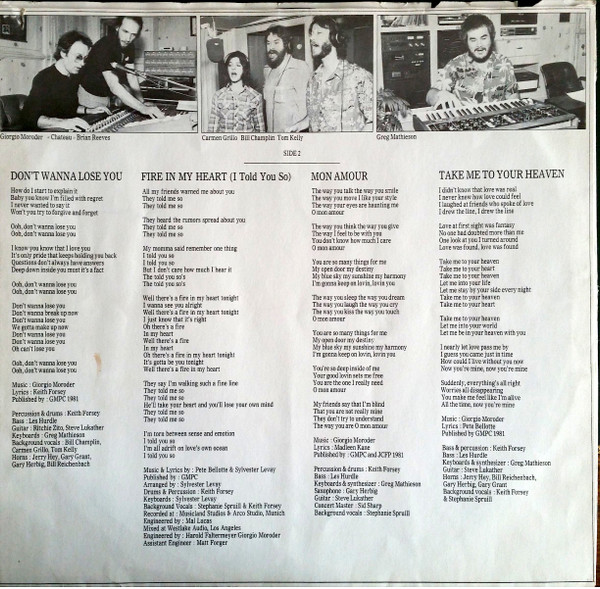 Giorgio Moroder - Chateau - Brian Reeves
Carmen Grillo Bill Champlin Tom Kelly
Greg Mathieson
SIDE 2
DON'T WANNA LOSE YOU
How do I start to explain it
Baby you know I'm filled with regret
I never wanted to say it
Won't you try to forgive and forget
Ooh, don't wanna lose you
Ooh, don't wanna lose you
I know you know that I love you
It's only pride that keeps holding you back
Questions don't always have answers
Deep down inside you must it's a fact
Ooh, don't wanna lose you
Ooh, don't wanna lose you
Don't wanna lose you
Don't wanna break up now
Don't wanna lose you
We gotta make up now
Don't wanna lose you
Don't wanna lose you
Oh can't lose you
Ooh, don't wanna lose you
Ooh, don't wanna lose you
Music : Giorgio Moroder
Lyrics : Keith Forsey
Published by : GMPC 1981
Percussion & drums : Keith Forsey
Bass : Les Hurdle
Guitar : Ritchie Zito, Steve Lukather
Keyboards : Greg Mathieson
Background vocals : Bill Champlin,
Carmen Grillo, Tom Kelly
Horns : Jerry Hey, Gary Grant,
Gary Herbig, Bill Reichenbach
FIRE IN MY HEART (I Told You So)
All my friends warned me about you
They told me so
They told me so
They heard the rumors spread about you
They told me so
They told me so
My momma said remember one thing
I told you so
I told you so
But I don't care how much I hear it
The told you so's
The told you so's
Well there's a fire in my heart tonight
I wanna see you alright
Well there's a fire in my heart tonight
I just know that it's right
Oh there's a fire
In my heart
Well there's a fire
In my heart
Oh there's a fire in my heart tonight
It's gotta be you tonight
Well there's a fire in my heart
They say I'm walking such a fine line
They told me so
They told me so
He'll take your heart and you'll lose your own mind
They told me so
They told me so
I'm torn between sense and emotion
I told you so
I'm all adrift on love's own ocean
I told you so
Music & Lyrics by : Pete Bellotte & Sylvester Levay
Published by : GMPC
Arranged by : Sylvester Levay
Drums & Percussion : Keith Forsey
Keyboards : Sylvester Levay
Background Vocals : Stephanie Spruill & Keith Forsey
Recorded at : Musicland Studios & Arco Studio, Munich
Engineered by : Mal Lucas
Mixed at Westlake Audio, Los Angeles
Engineered by : Harold Faltermeyer Giorgio Moroder
Assistant Engineer : Matt Forger
MON AMOUR
The way you talk the way you smile
The way you move I like your style
The way your eyes are haunting me
O mon amour
The way you think the way you give
The way I feel to be with you
You don't know how much I care
O mon amour
You are so many things for me
My open door my destiny
My blue sky my sunshine my harmony
I'm gonna keep on lovin, lovin you
The way you sleep the way you dream
The way you laugh the way you cry
The way you kiss the way you touch
O mon amour
You are so many things for me
My open door my destiny
My blue sky my sunshine my harmony
I'm gonna keep on lovin, lovin you
You're so deep inside of me
Your good lovin sets me free
You are the one I really need
O mon amour
My friends say that I'm blind
That you are not really mine
They don't try to understand
The way you are O mon amour
Music : Giorgio Moroder
Lyrics : Madleen Kane
Published by : GMPC and JCFP 1981
Percussion & drums : Keith Forsey
Bass : Les Hurdle
Keyboards & synthesizer : Greg Mathieson
Saxophone : Gary Herbig
Guitar : Steve Lukather
Concert Master : Sid Sharp
Background vocals : Stephanie Spruill
TAKE ME TO YOUR HEAVEN
I didn't know that love was real
I never knew how love could feel
I laughed at friends who spoke of love
I drew the line, I drew the line
Love at first night was fantasy
No one had doubted more than me
One look at you I turned around
Love was found, love was found
Take me to your heaven
Take me to your heart
Take me to your heaven
Let me into your life
Let me stay by your side every night
Take me to your heaven
Take me to your heart
Take me to your heaven
Let me into your world
Let me be in your heaven with you
I nearly let love pass me by
I guess you came just in time
How could I live without you now
Now you're mine, now you're mine
Suddenly, everything's all right
Worries all disappearing
You make me feel like I'm alive
All the time, now you're mine
Music : Giorgio Moroder
Lyrics : Pete Bellotte
Published by GMPC 1981
Bass & percussion : Keith Forsey
Bass : Les Hurdle
Keyboards & synthesizer : Greg Mathieson
Guitar : Steve Lukather
Horns : Jerry Hey, Bill Reichenbach,
Gary Herbig, Gary Grant
Background vocals : Keith Forsey
& Stephanie Spruill